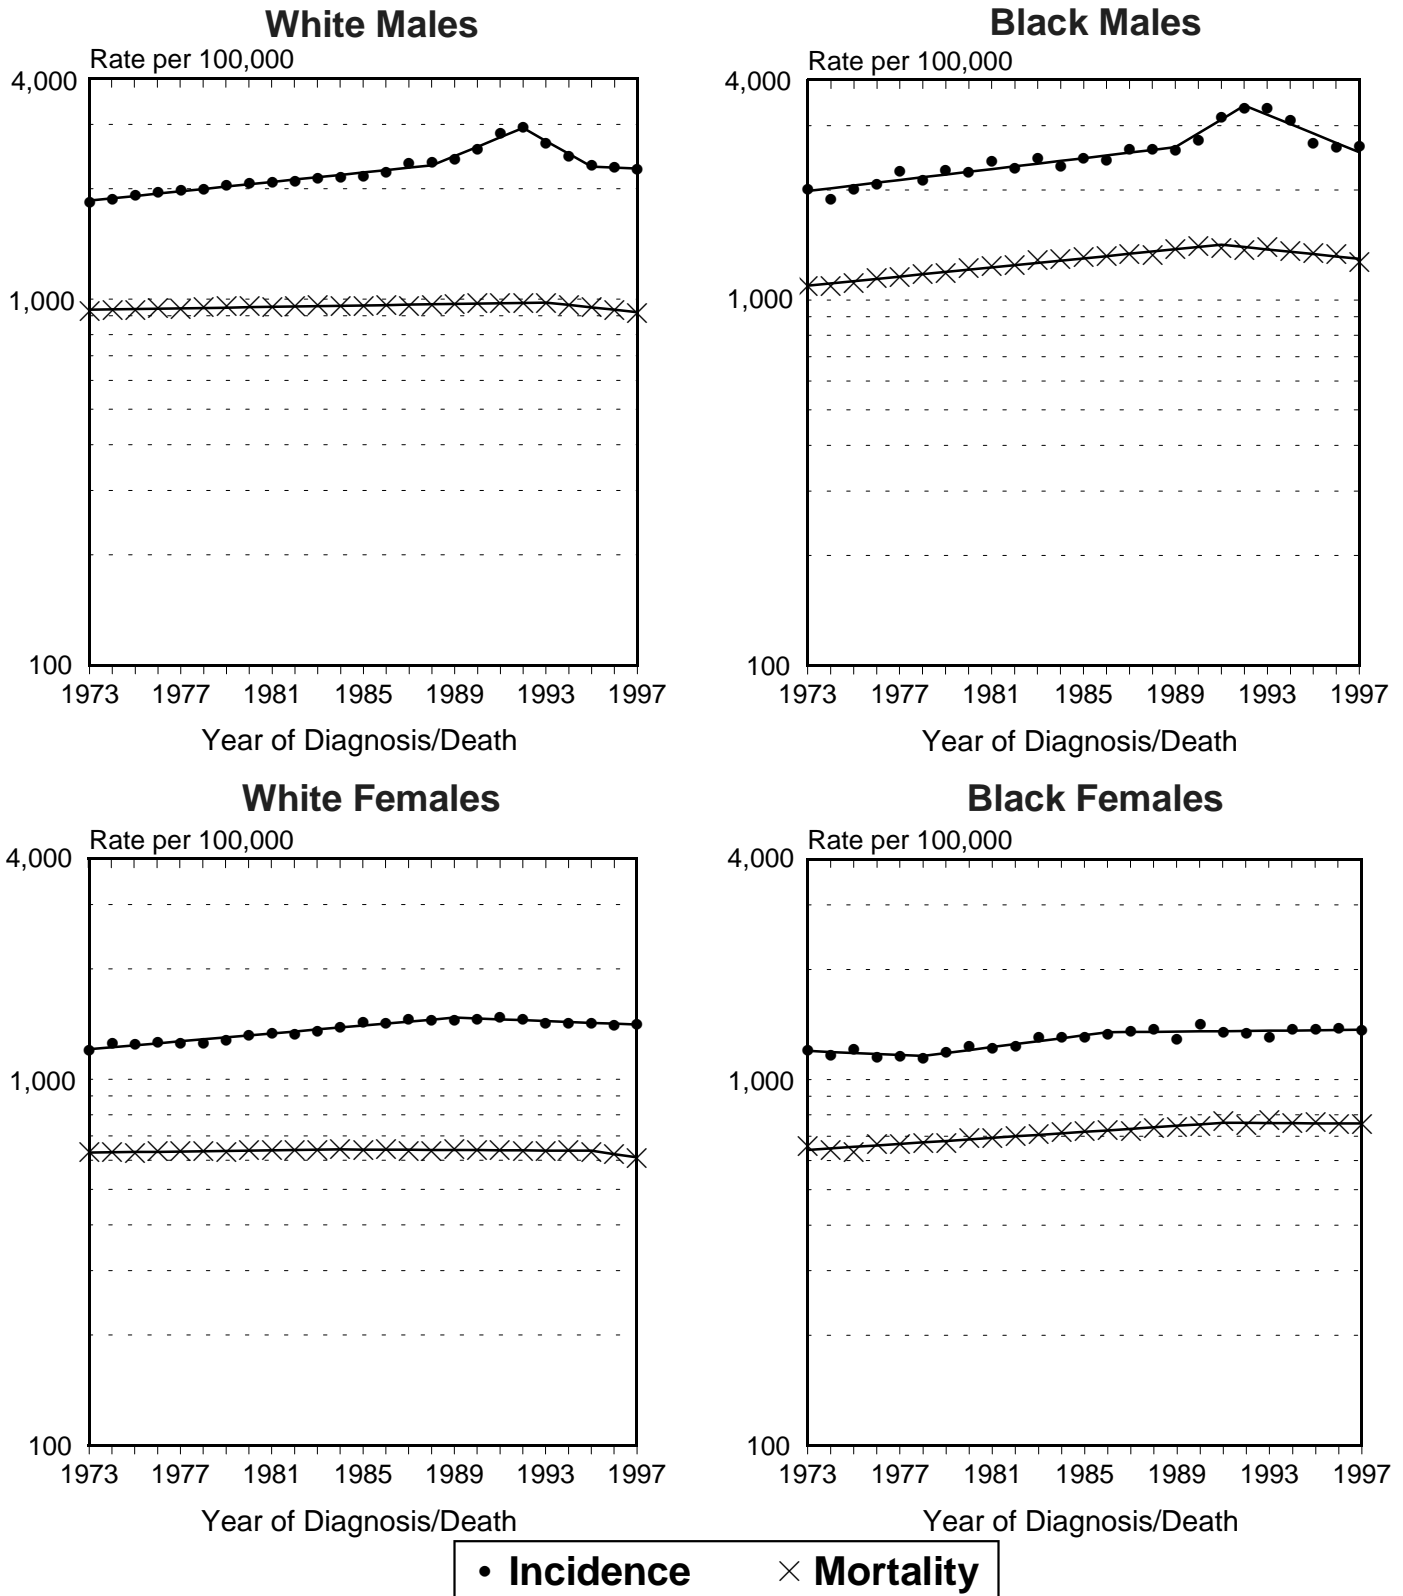 White Males
Rate per 100,000
4,000
1,000
100
1973 1977 1981 1985 1989 1993 1997
Year of Diagnosis/Death
Black Males
Rate per 100,000
4,000
1,000
100
1973 1977 1981 1985 1989 1993 1997
Year of Diagnosis/Death
White Females
Rate per 100,000
4,000
1,000
100
1973 1977 1981 1985 1989 1993 1997
Year of Diagnosis/Death
Black Females
Rate per 100,000
4,000
1,000
100
1973 1977 1981 1985 1989 1993 1997
Year of Diagnosis/Death
Incidence Mortality